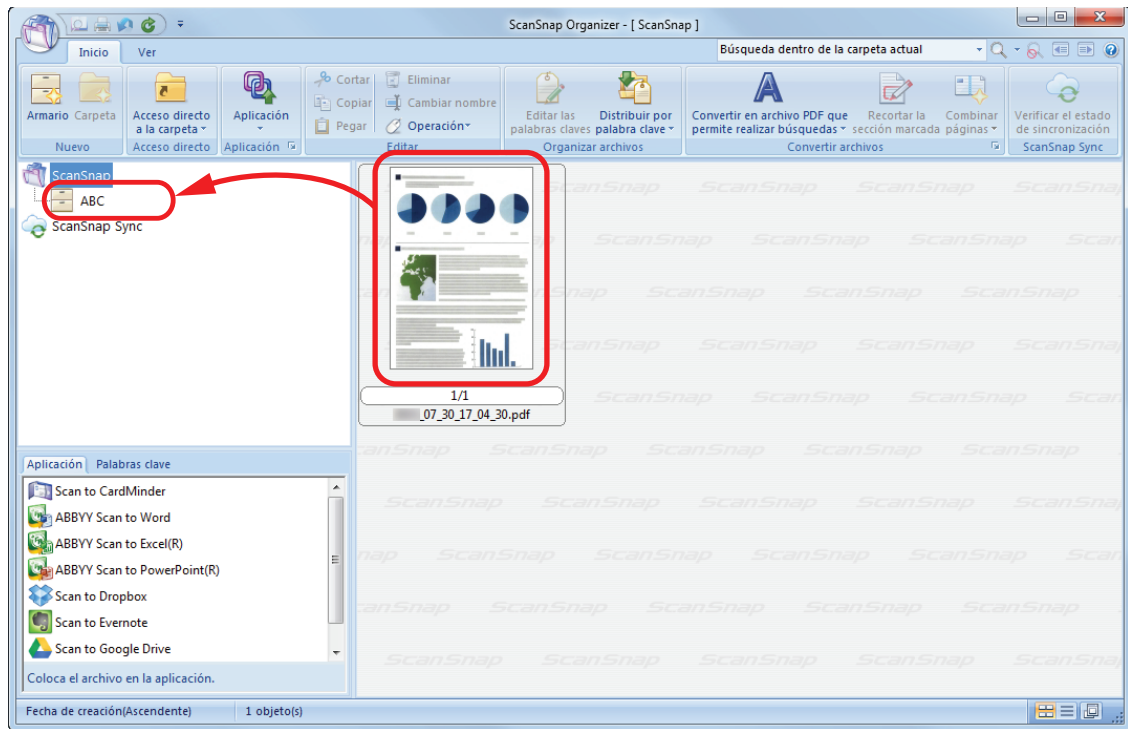 ScanSnap Organizer - [ ScanSnap ]
Inicio Ver
Búsqueda dentro de la carpeta actual
Armario Carpeta
Nuevo
Acceso directo
a la carpeta
Acceso directo
Aplicación
Aplicación
Cortar
Copiar
Pegar
Eliminar
Cambiar nombre
Operación
Editar
Editar las
palabras claves
Distribuir por
palabra clave
Organizar archivos
Convertir en archivo PDF que
permite realizar búsquedas
Recortar la
sección marcada
Combinar
páginas
Convertir archivos
Verificar el estado
de sincronización
ScanSnap Sync
ScanSnap
ABC
ScanSnap Sync
1/1
_07_30_17_04_30.pdf
Aplicación Palabras clave
Scan to CardMinder
ABBYY Scan to Word
ABBYY Scan to Excel(R)
ABBYY Scan to PowerPoint(R)
Scan to Dropbox
Scan to Evernote
Scan to Google Drive
Coloca el archivo en la aplicación.
Fecha de creación(Ascendente) 1 objeto(s)